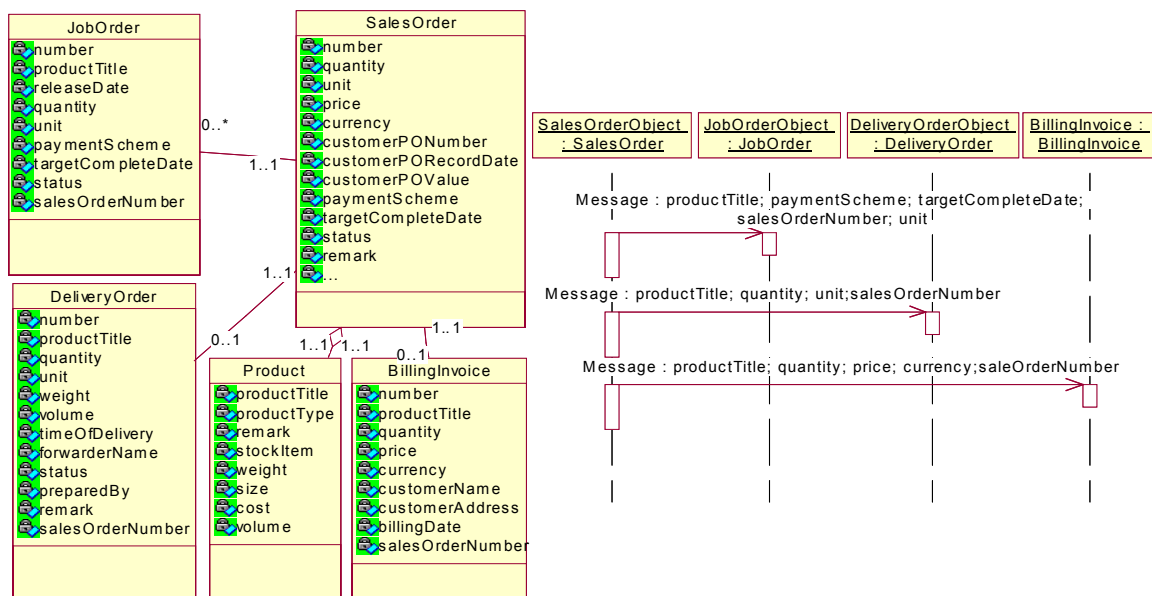 JobOrder
number
productTitle
releaseDate
quantity
unit
paymentScheme
targetCompleteDate
status
salesOrderNumber
0..*
1..1
SalesOrder
number
quantity
unit
price
currency
customerPONumber
customerPORecordDate
customerPOValue
paymentScheme
targetCompleteDate
status
remark
...
1..1
0..1
DeliveryOrder
number
productTitle
quantity
unit
weight
volume
timeOfDelivery
forwarderName
status
preparedBy
remark
salesOrderNumber
1..1
1..1
Product
productTitle
productType
remark
stockItem
weight
size
cost
volume
1..1
0..1
BillingInvoice
number
productTitle
quantity
price
currency
customerName
customerAddress
billingDate
salesOrderNumber
SalesOrderObject
: SalesOrder
JobOrderObject
: JobOrder
DeliveryOrderObject
: DeliveryOrder
BillingInvoice :
BillingInvoice
Message : productTitle; paymentScheme; targetCompleteDate;
salesOrderNumber; unit
Message : productTitle; quantity; unit;salesOrderNumber
Message : productTitle; quantity; price; currency;saleOrderNumber